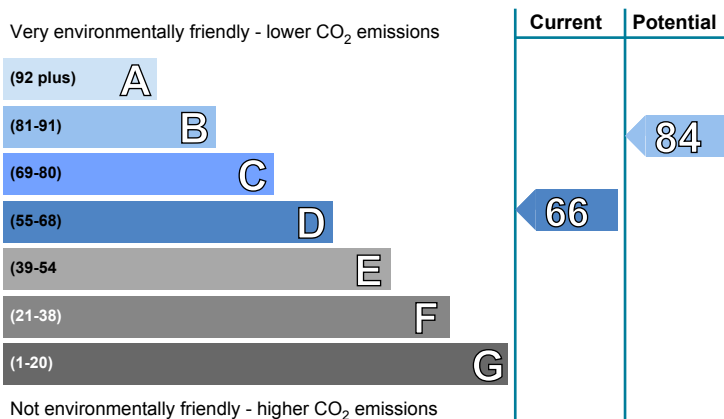 Very environmentally friendly - lower CO2 emissions
Current
Potential
(92 plus) A
(81-91) B
84
(69-80) C
(55-68) D
66
(39-54 E
(21-38) F
(1-20) G
Not environmentally friendly - higher CO2 emissions